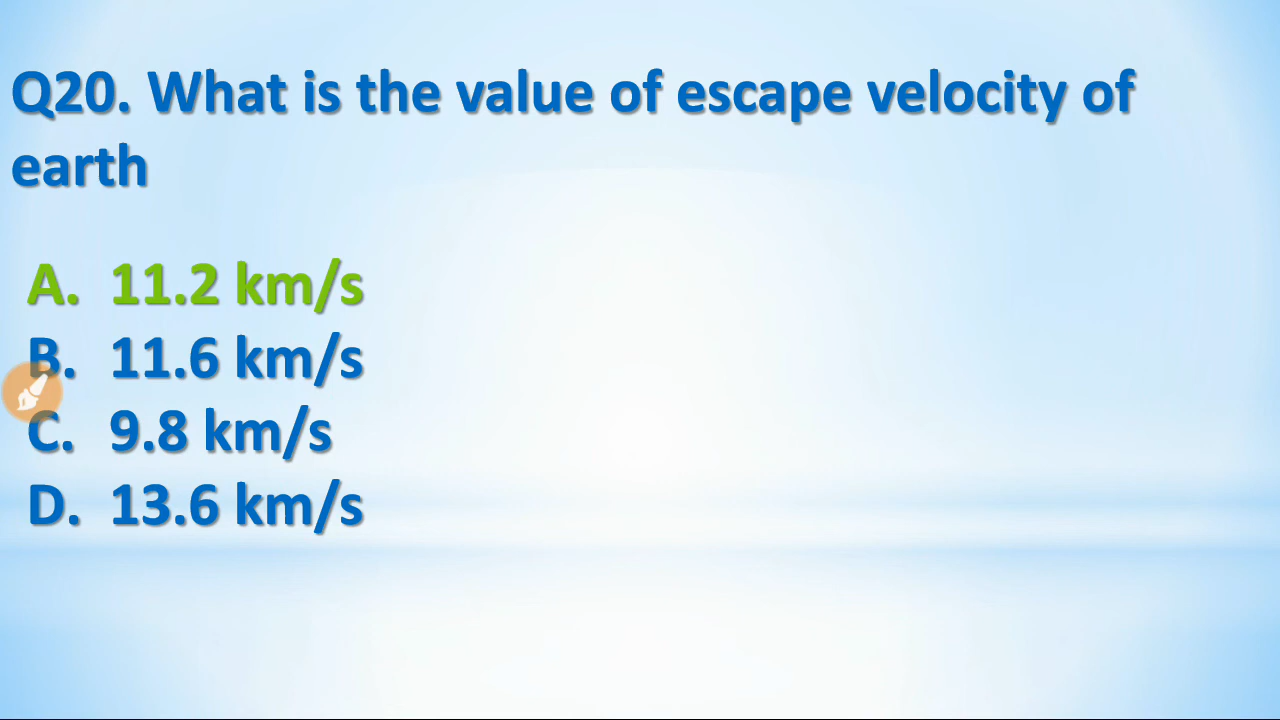 Q20. What is the value of escape velocity of
earth
A. 11.2 km/s
B. 11.6 km/s
C. 9.8 km/s
D. 13.6 km/s